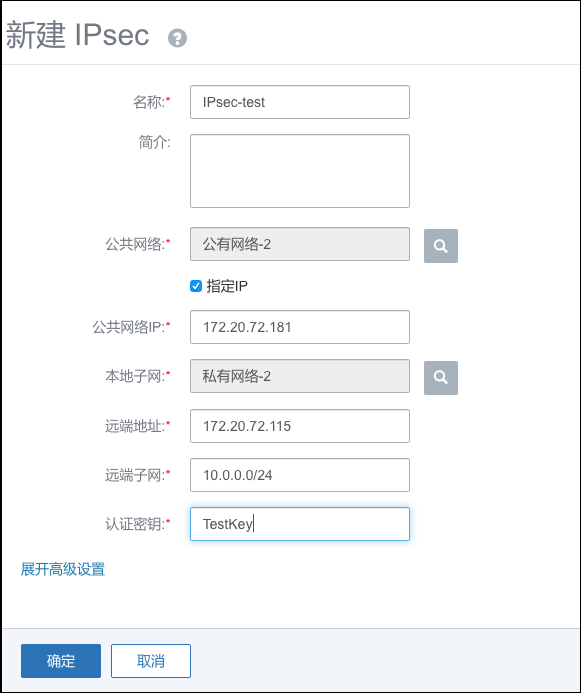 新建 IPsec ?
名称:* IPsec-test
简介:
公共网络:* 公有网络-2
指定IP
公共网络IP:* 172.20.72.181
本地子网:* 私有网络-2
远端地址:* 172.20.72.115
远端子网:* 10.0.0.0/24
认证密钥:* TestKey
展开高级设置
确定 取消